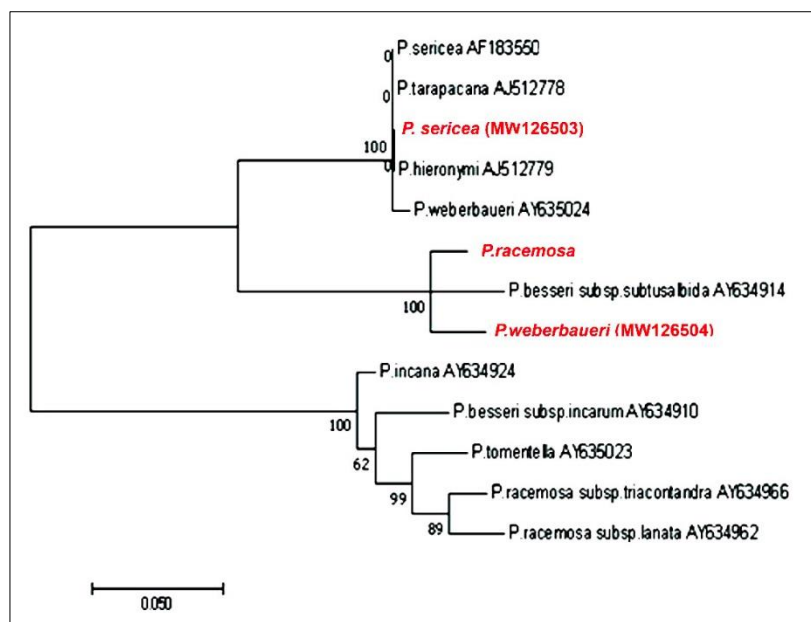 P.sericea AF183550
0
P.tarapacana AJ512778
0
P. sericea (MW126503)
100
P.hieronymi AJ512779
0
P.weberbaueri AY635024
P.racemosa
P.besseri subsp.subtusalbida AY634914
100
P.weberbaueri (MW126504)
P.incana AY634924
100
P.besseri subsp.incarum AY634910
62
P.tomentella AY635023
99
P.racemosa subsp.triacontandra AY634966
89
P.racemosa subsp.lanata AY634962
0.050